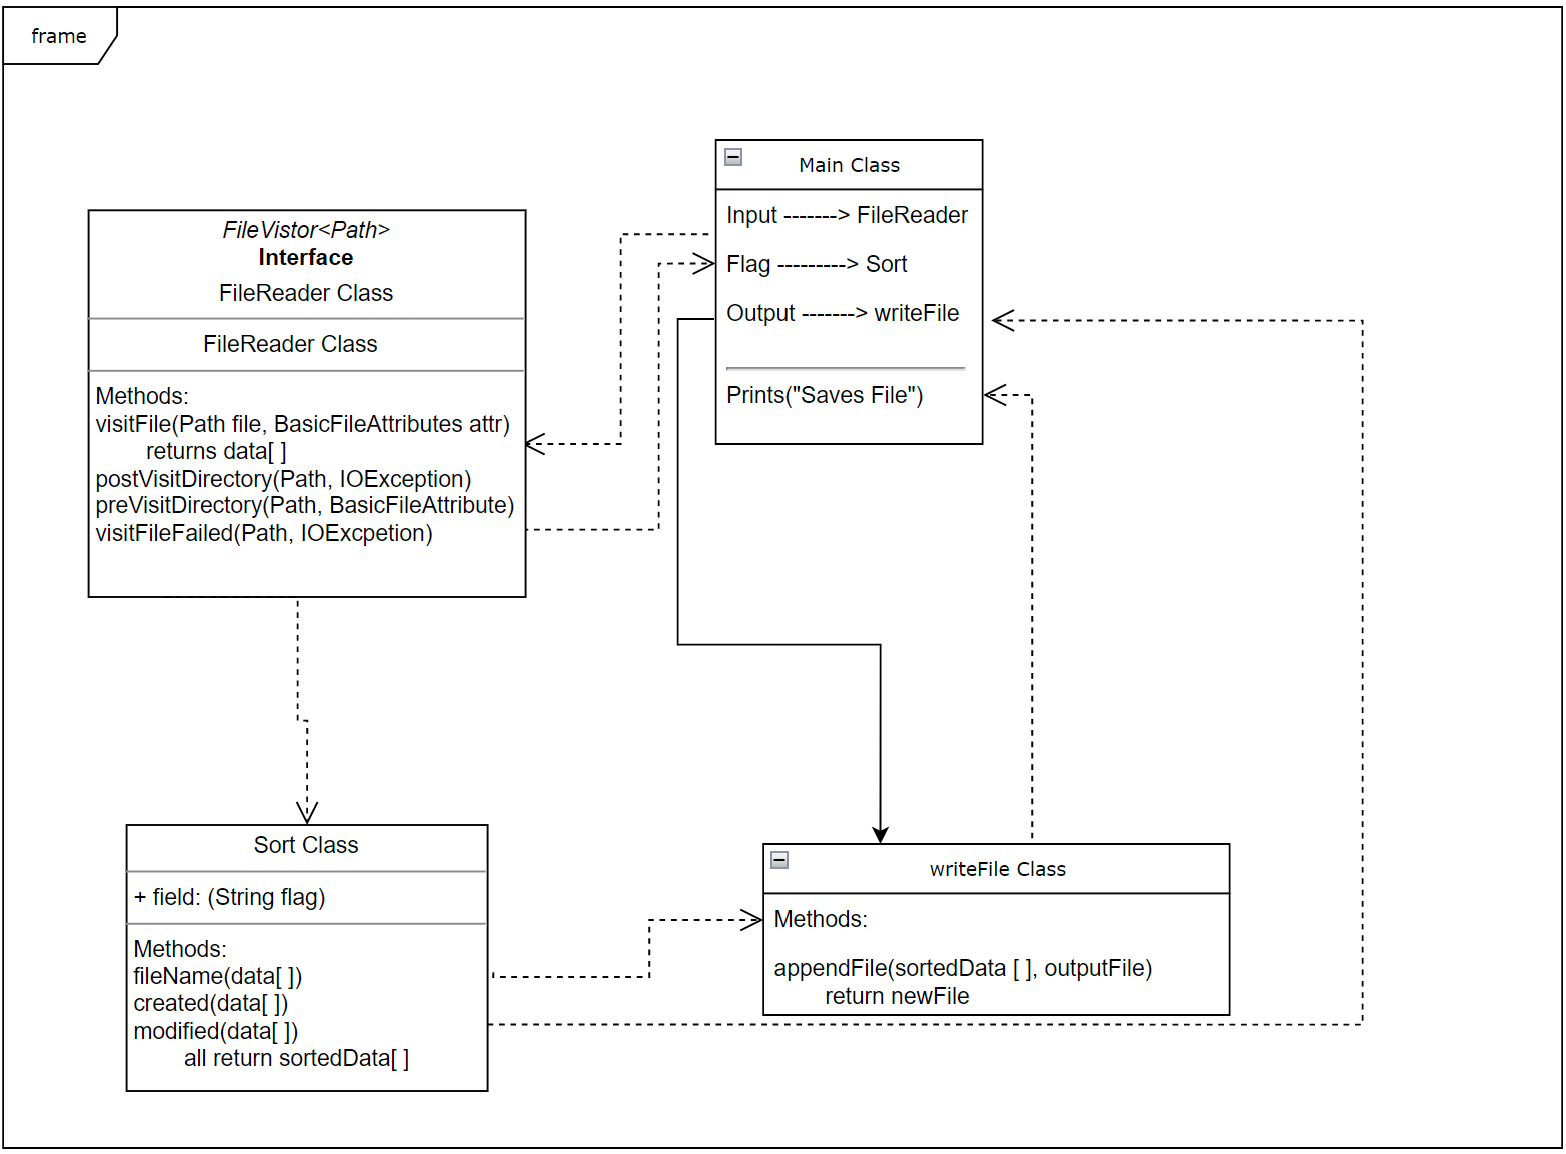 frame
Main Class
Input -------> FileReader
Flag ---------> Sort
Output -------> writeFile
Prints("Saves File")
FileVistor<Path>
Interface
FileReader Class
FileReader Class
Methods:
visitFile(Path file, BasicFileAttributes attr)
returns data[ ]
postVisitDirectory(Path, IOException)
preVisitDirectory(Path, BasicFileAttribute)
visitFileFailed(Path, IOExcpetion)
Sort Class
+ field: (String flag)
Methods:
fileName(data[ ])
created(data[ ])
modified(data[ ])
all return sortedData[ ]
writeFile Class
Methods:
appendFile(sortedData [ ], outputFile)
return newFile